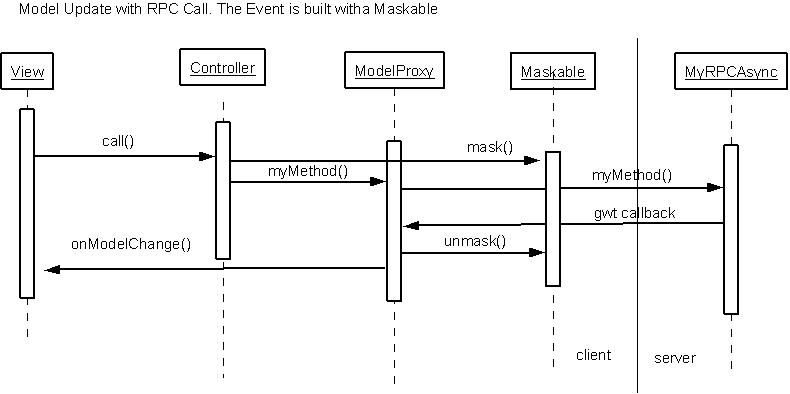 Model Update with RPC Call. The Event is built witha Maskable
View
Controller
ModelProxy
Maskable
MyRPCAsync
call()
mask()
myMethod()
myMethod()
gwt callback
onModelChange()
unmask()
client
server